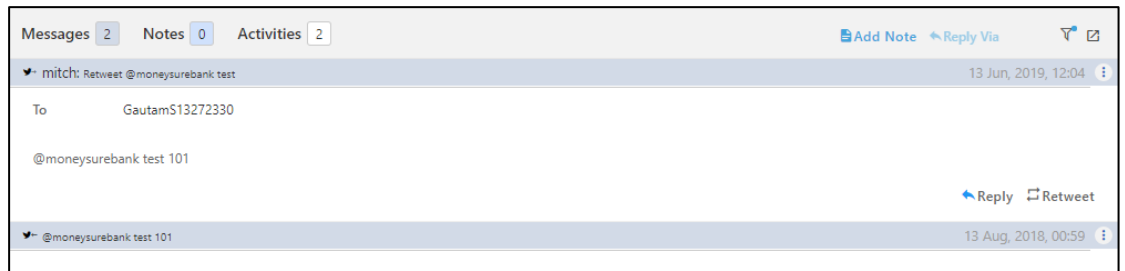 Messages 2 Notes 0 Activities 2 Add Note Reply Via
mitch: Retweet @moneysurebank test 13 Jun, 2019, 12:04
To GautamS13272330
@moneysurebank test 101
Reply Retweet
@moneysurebank test 101 13 Aug, 2018, 00:59